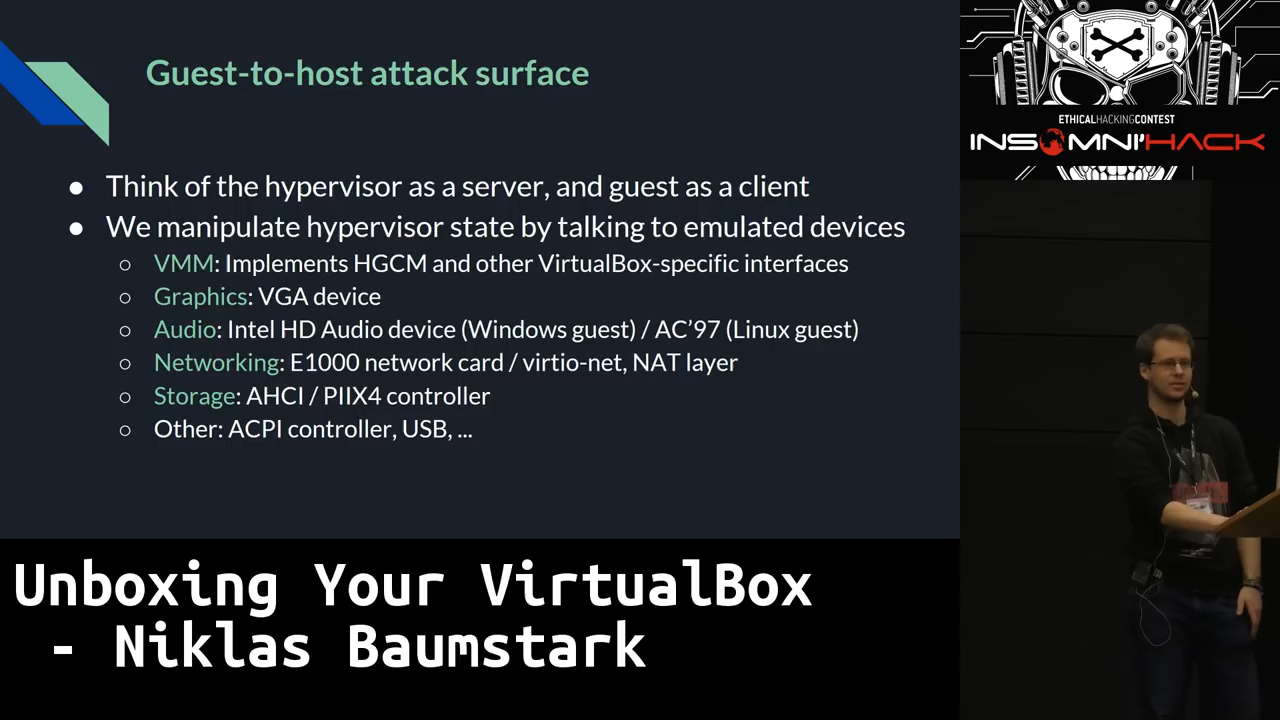 Guest-to-host attack surface
● Think of the hypervisor as a server, and guest as a client
● We manipulate hypervisor state by talking to emulated devices
○ VMM: Implements HGCM and other VirtualBox-specific interfaces
○ Graphics: VGA device
○ Audio: Intel HD Audio device (Windows guest) / AC’97 (Linux guest)
○ Networking: E1000 network card / virtio-net, NAT layer
○ Storage: AHCI / PIIX4 controller
○ Other: ACPI controller, USB, ...
ETHICALHACKINGCONTEST
INSOMNI'HACK
Unboxing Your VirtualBox
- Niklas Baumstark